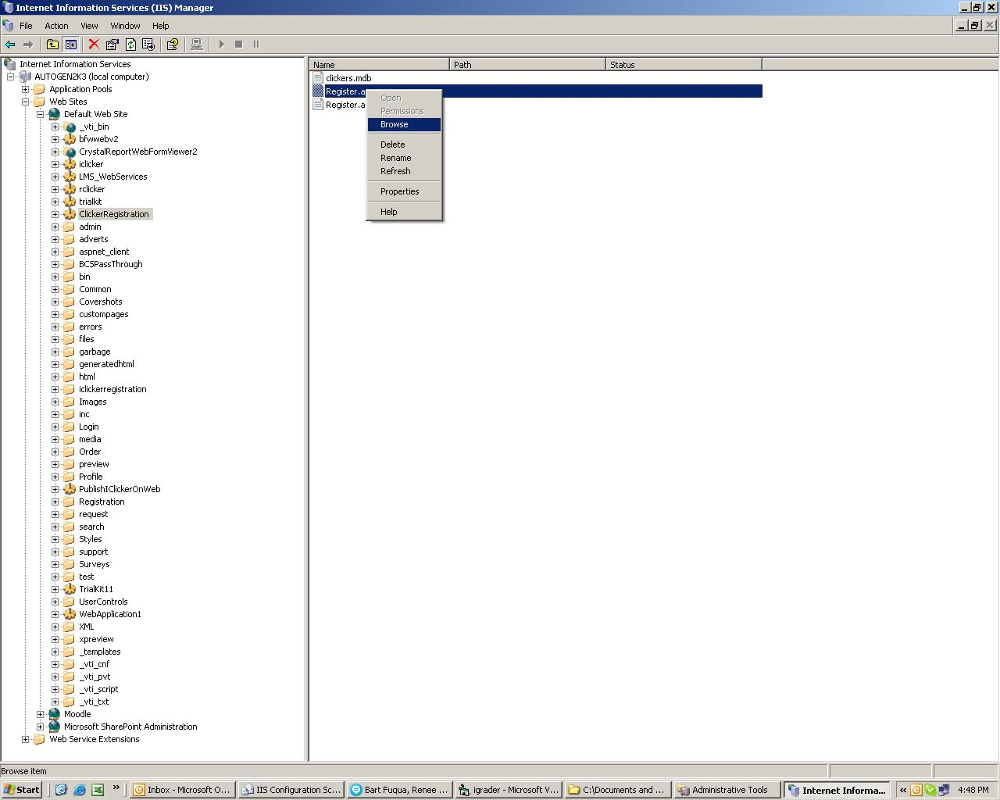 Internet Information Services (IIS) Manager
File Action View Window Help
Internet Information Services
AUTOGEN2K3 (local computer)
Application Pools
Web Sites
Default Web Site
_vti_bin
bfwwebv2
CrystalReportWebFormViewer2
iclicker
LMS_WebServices
rclicker
trialkit
ClickerRegistration
admin
adverts
aspnet_client
BCSPassThrough
bin
Common
Covershots
custompages
errors
files
garbage
generatedhtml
html
iclickerregistration
Images
inc
Login
media
Order
preview
Profile
PublishIClickerOnWeb
Registration
request
search
Styles
support
Surveys
test
TrialKit11
UserControls
WebApplication1
XML
xpreview
_templates
_vti_cnf
_vti_pvt
_vti_script
_vti_txt
Moodle
Microsoft SharePoint Administration
Web Service Extensions
Name Path Status
clickers.mdb
Register.a
Register.a
Open
Permissions
Browse
Delete
Rename
Refresh
Properties
Help
Browse item
Start » Inbox - Microsoft O... IIS Configuration Sc... Bart Fuqua, Renee ... igrader - Microsoft V... C:\Documents and ... Administrative Tools Internet Informa... « 4:48 PM